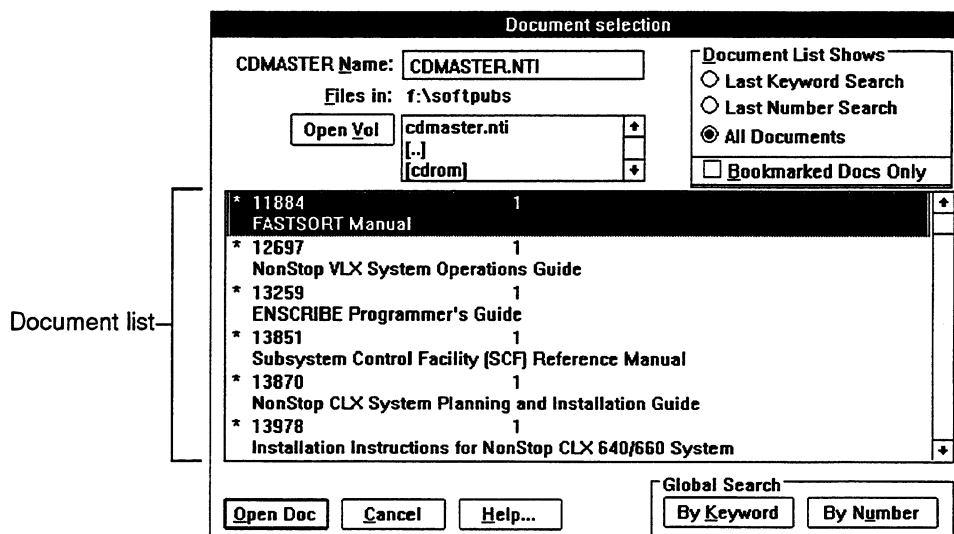 Document selection
CDMASTER Name: CDMASTER.NTI
Files in: f:\softpubs
Open Vol
cdmaster.nti
[..]
[cdrom]
Document List Shows
Last Keyword Search
Last Number Search
All Documents
Bookmarked Docs Only
Document list
* 11884 1
FASTSORT Manual
* 12697 1
NonStop VLX System Operations Guide
* 13259 1
ENSCRIBE Programmer's Guide
* 13851 1
Subsystem Control Facility (SCF) Reference Manual
* 13870 1
NonStop CLX System Planning and Installation Guide
* 13978 1
Installation Instructions for NonStop CLX 640/660 System
Open Doc Cancel Help...
Global Search
By Keyword By Number